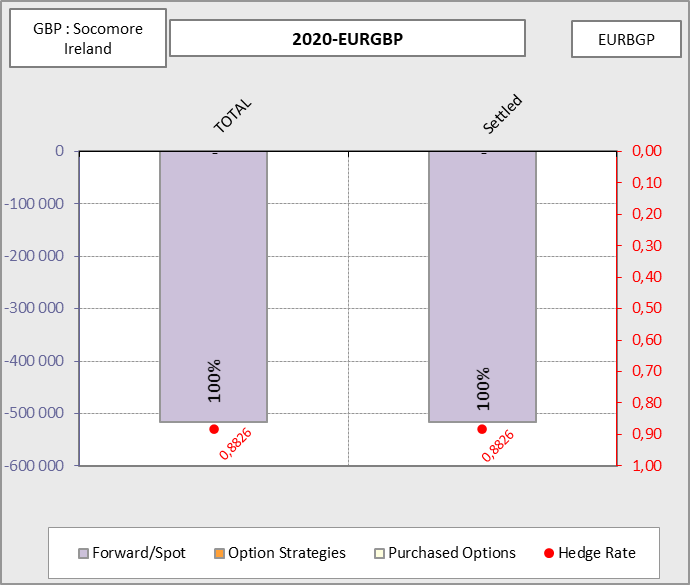 GBP : Socomore
Ireland
2020-EURGBP
EURBGP
TOTAL
Settled
0
-100 000
-200 000
-300 000
-400 000
-500 000
-600 000
0,00
0,10
0,20
0,30
0,40
0,50
0,60
0,70
0,80
0,90
1,00
100%
100%
0,8826
0,8826
Forward/Spot
Option Strategies
Purchased Options
Hedge Rate